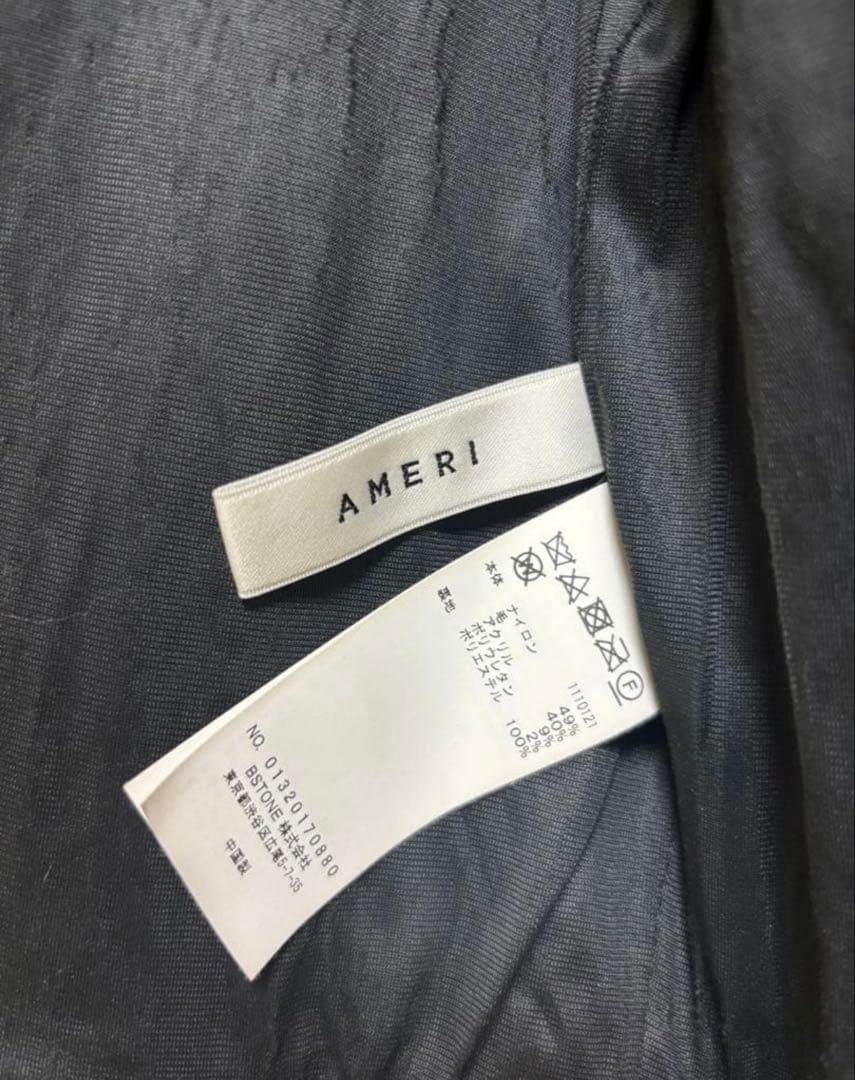 AMERI
1110121
本体 ナイロン 49%
毛 40%
アクリル 9%
ポリウレタン 2%
裏地 ポリエステル 100%
NO. 01320170880
BSTONE 株式会社
東京都渋谷区広尾5-7-35
中国製